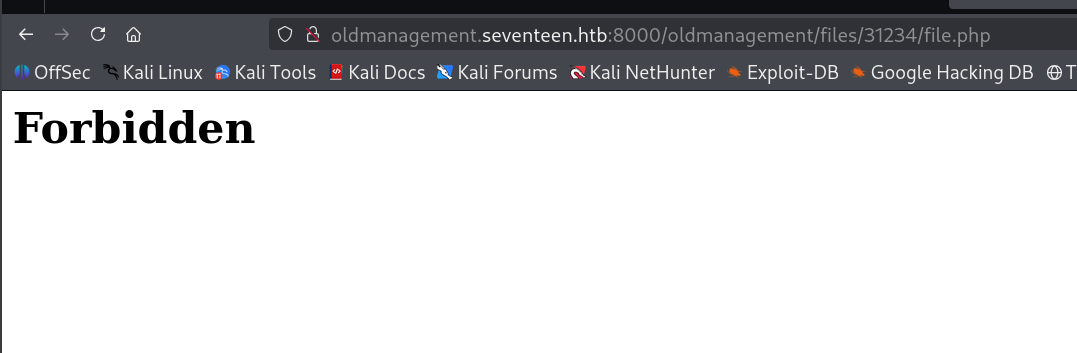 oldmanagement.seventeen.htb:8000/oldmanagement/files/31234/file.php
OffSec Kali Linux Kali Tools Kali Docs Kali Forums Kali NetHunter Exploit-DB Google Hacking DB
Forbidden